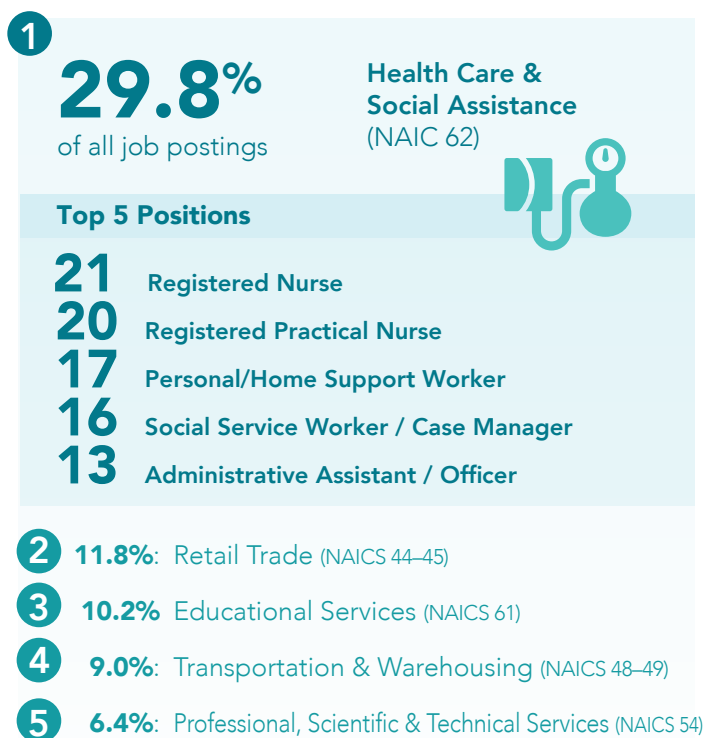 1
29.8%
of all job postings
Health Care &
Social Assistance
(NAIC 62)
Top 5 Positions
21 Registered Nurse
20 Registered Practical Nurse
17 Personal/Home Support Worker
16 Social Service Worker / Case Manager
13 Administrative Assistant / Officer
2 11.8%: Retail Trade (NAICS 44–45)
3 10.2% Educational Services (NAICS 61)
4 9.0%: Transportation & Warehousing (NAICS 48–49)
5 6.4%: Professional, Scientific & Technical Services (NAICS 54)